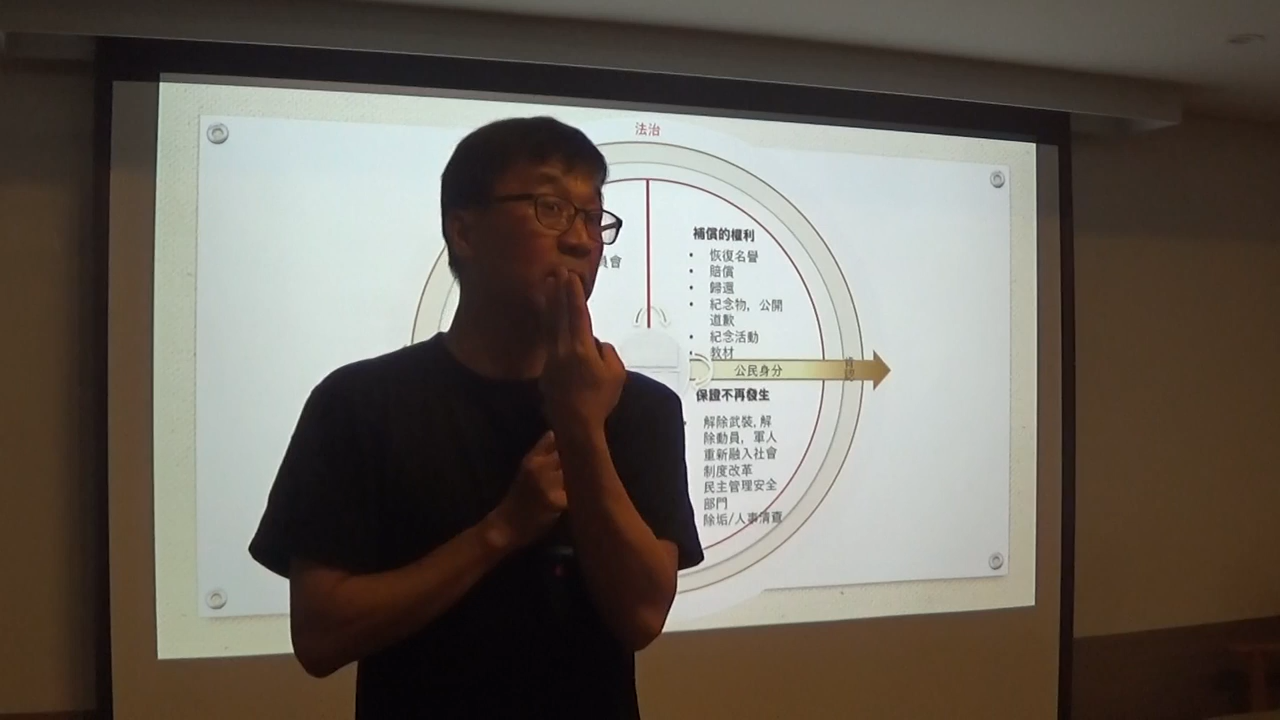 法治
員會
補償的權利
• 恢復名譽
• 賠償
• 歸還
• 紀念物, 公開
道歉
• 紀念活動
• 教材
公民身分
保證不再發生
解除武裝, 解
除動員, 軍人
重新融入社會
制度改革
民主管理安全
部門
除垢/人事清查